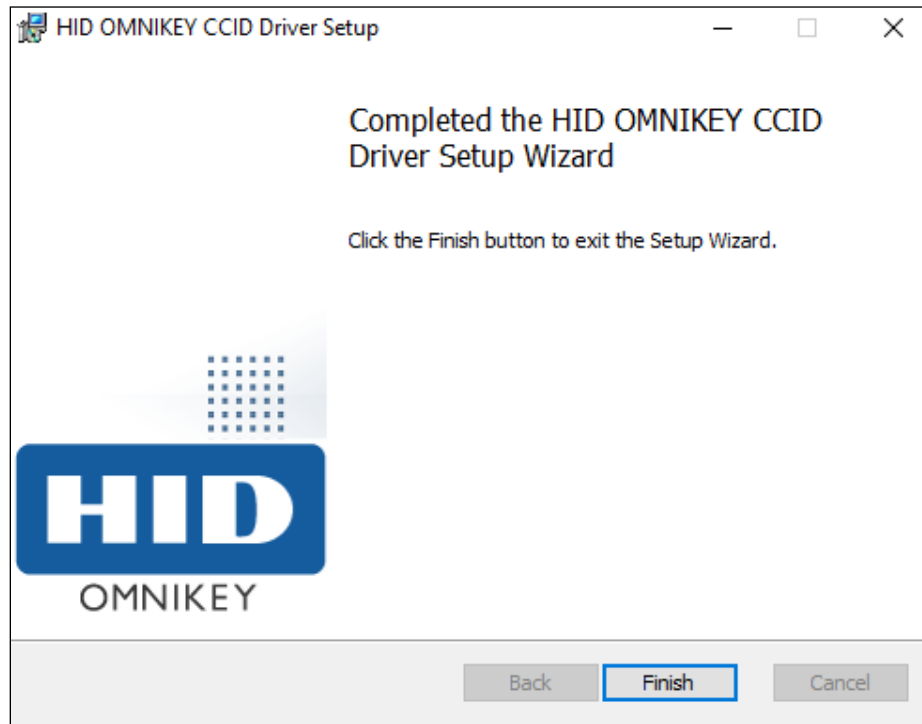 HID OMNIKEY CCID Driver Setup
Completed the HID OMNIKEY CCID
Driver Setup Wizard
Click the Finish button to exit the Setup Wizard.
HID
OMNIKEY
Back
Finish
Cancel